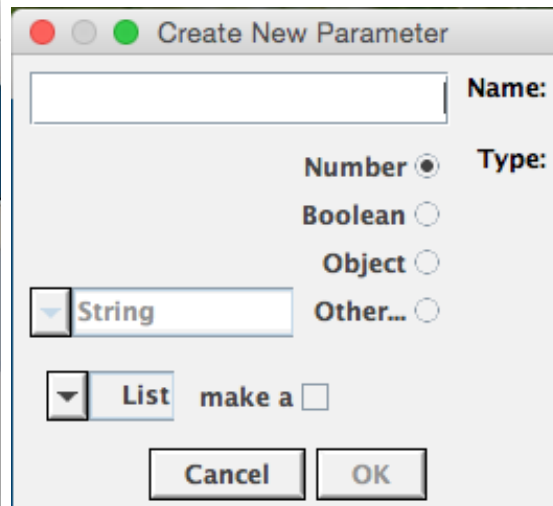 Create New Parameter
Name:
Type:
Number
Boolean
Object
Other... String
make a List
Cancel OK